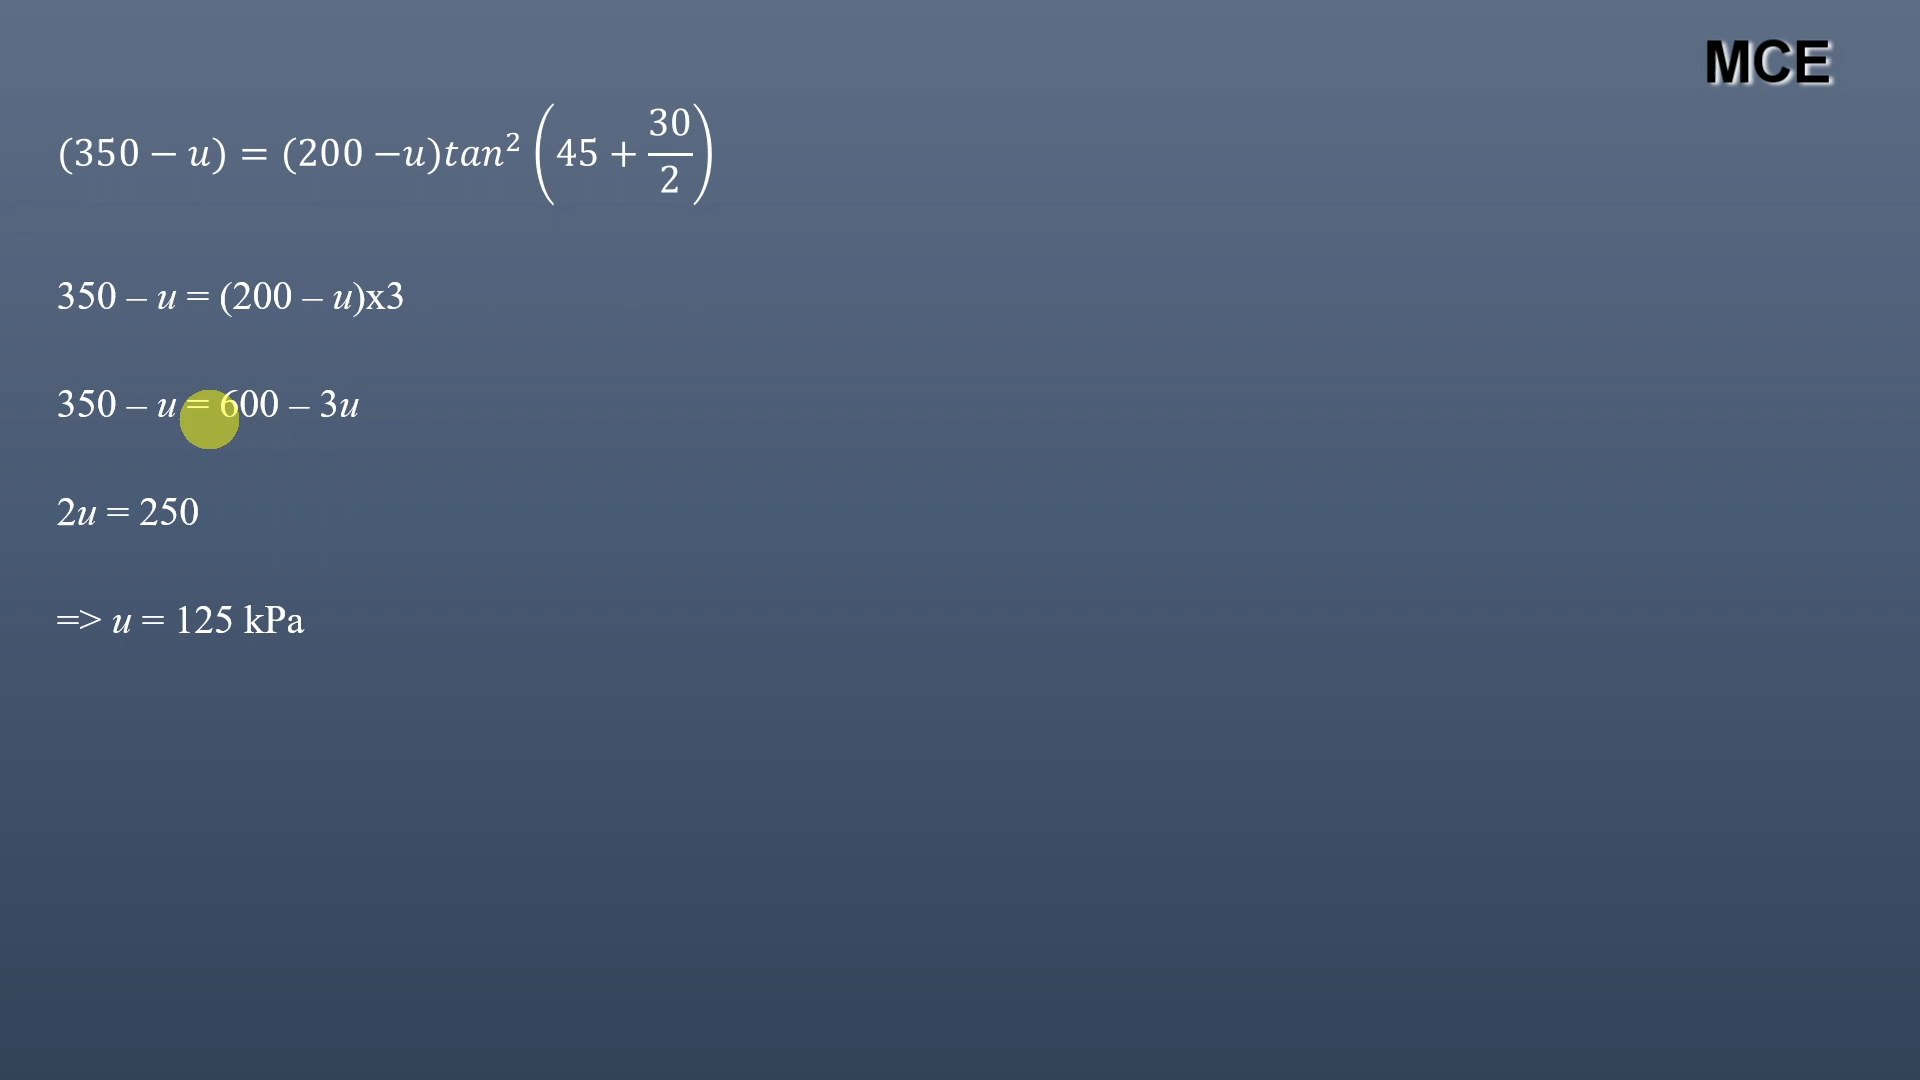 MCE
(350 − u) = (200 −u)tan² (45 + 30/2)
350 – u = (200 – u)x3
350 – u = 600 – 3u
2u = 250
=> u = 125 kPa